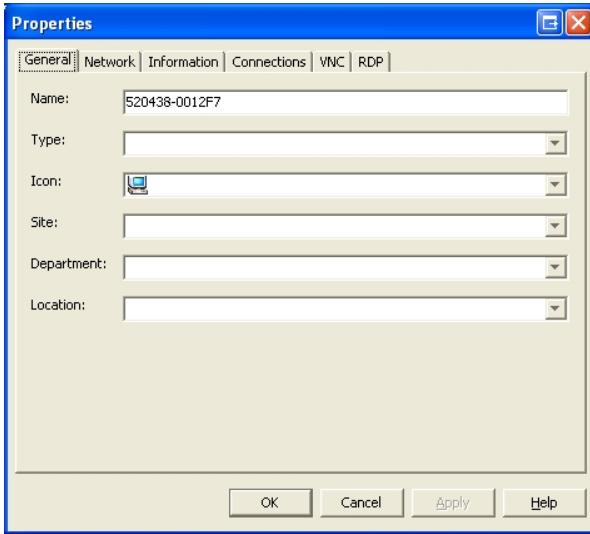 Properties
General Network Information Connections VNC RDP
Name: 520438-0012F7
Type:
Icon:
Site:
Department:
Location:
OK Cancel Apply Help